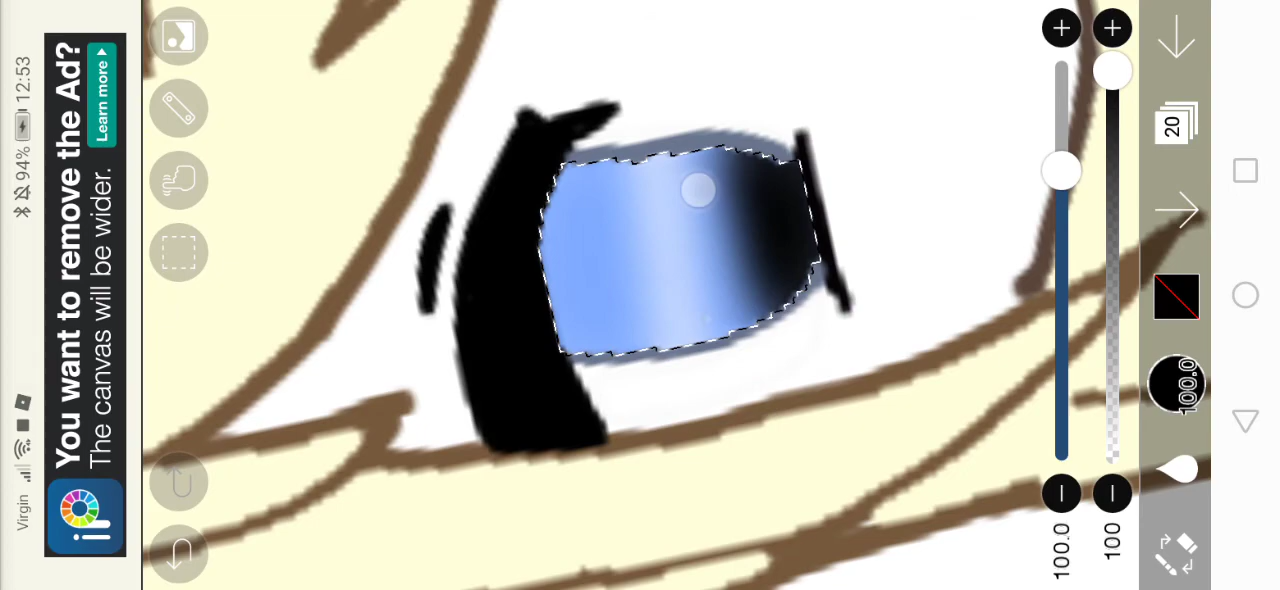 Virgin
94% 12:53
You want to remove the Ad?
The canvas will be wider.
Learn more
iP
20
100.0
100.0
100